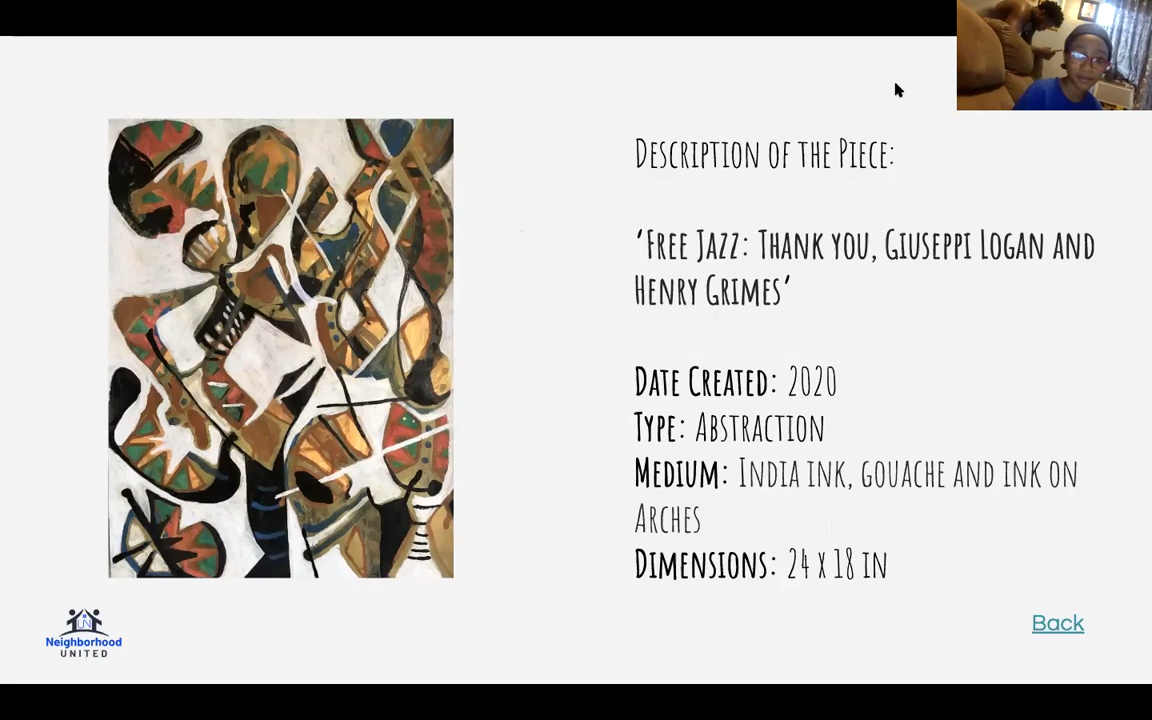 Description of the Piece:
'Free Jazz: Thank you, Giuseppi Logan and
Henry Grimes'
Date Created: 2020
Type: Abstraction
Medium: India ink, gouache and ink on
Arches
Dimensions: 24 x 18 in
Back
UN
Neighborhood
UNITED